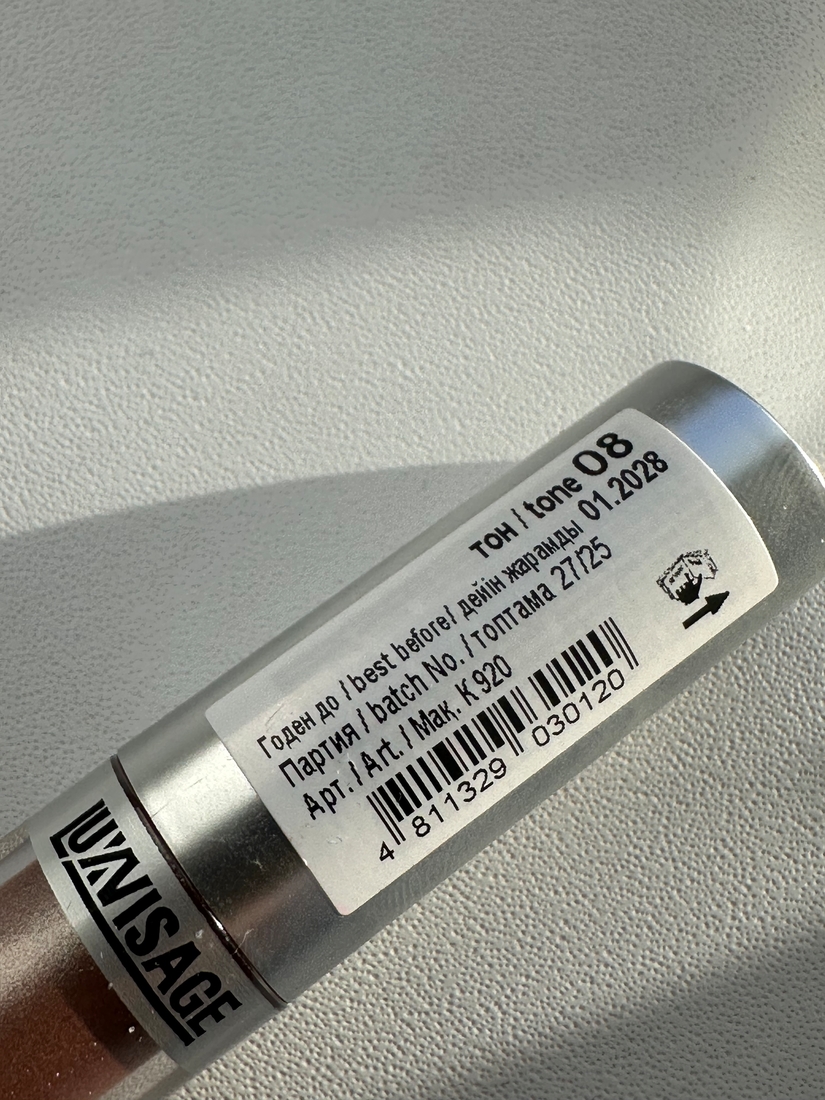 тон / tone 08
Годен до / best before / дейін жарамды 01.2028
Партия / batch No. / топтама 27/25
Арт. / Art. / Мақ. К 920
4 811329 030120
LUXVISAGE